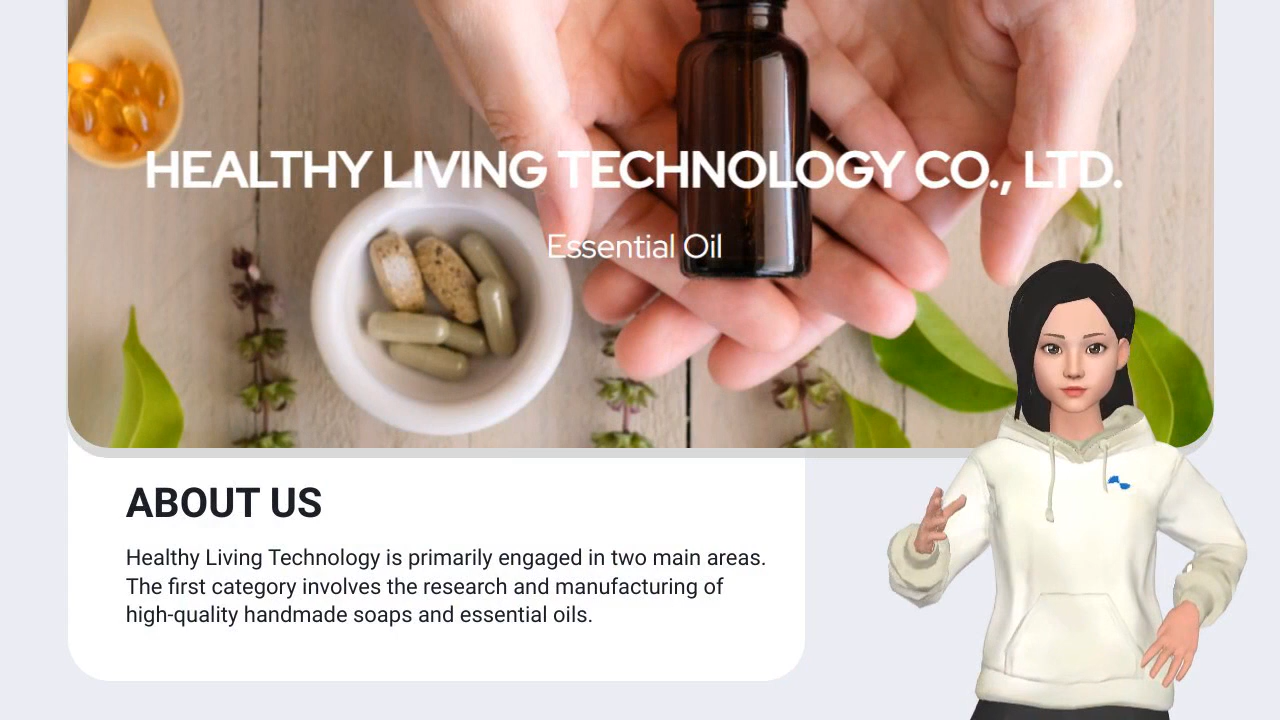 HEALTHY LIVING TECHNOLOGY CO., LTD.
Essential Oil
ABOUT US
Healthy Living Technology is primarily engaged in two main areas.
The first category involves the research and manufacturing of
high-quality handmade soaps and essential oils.